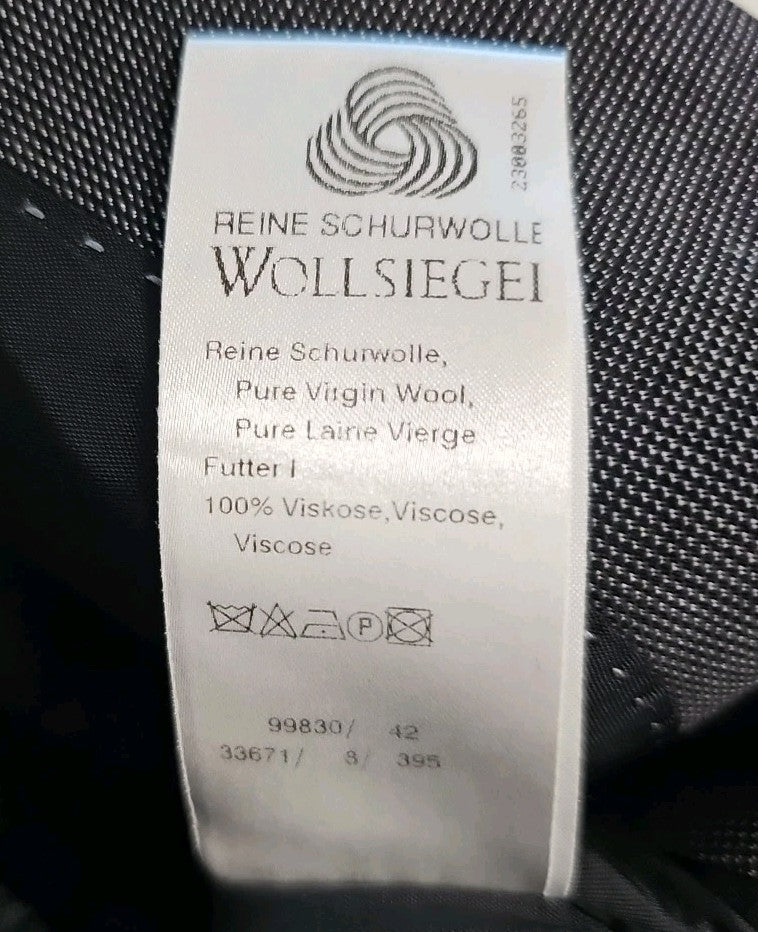 23003265
REINE SCHURWOLLE
WOLLSIEGEL
Reine Schurwolle,
Pure Virgin Wool,
Pure Laine Vierge
Futter I
100% Viskose, Viscose,
Viscose
P
99830/ 42
33671/ 8/ 395